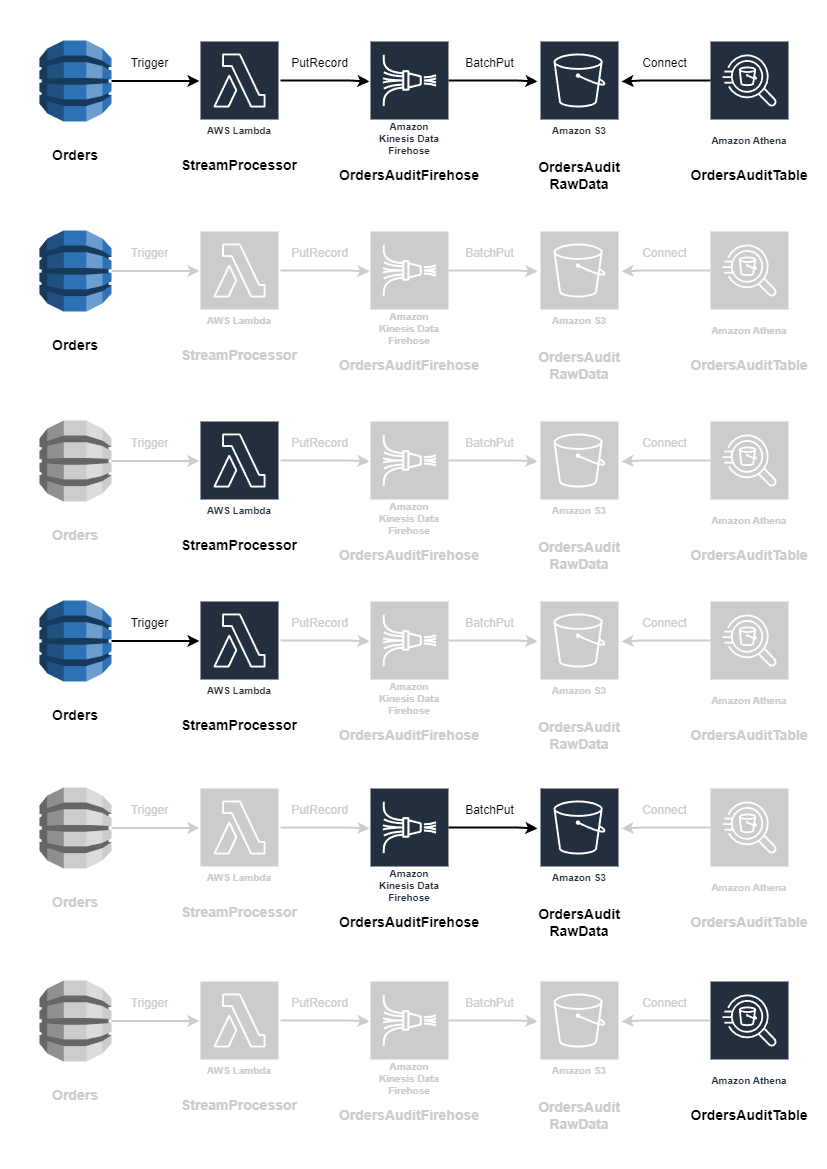 Trigger
PutRecord
BatchPut
Connect
AWS Lambda
Amazon
Kinesis Data
Firehose
Amazon S3
Amazon Athena
Orders
StreamProcessor
OrdersAuditFirehose
OrdersAudit
RawData
OrdersAuditTable
Trigger
PutRecord
BatchPut
Connect
AWS Lambda
Amazon
Kinesis Data
Firehose
Amazon S3
Amazon Athena
Orders
StreamProcessor
OrdersAuditFirehose
OrdersAudit
RawData
OrdersAuditTable
Trigger
PutRecord
BatchPut
Connect
AWS Lambda
Amazon
Kinesis Data
Firehose
Amazon S3
Amazon Athena
Orders
StreamProcessor
OrdersAuditFirehose
OrdersAudit
RawData
OrdersAuditTable
Trigger
PutRecord
BatchPut
Connect
AWS Lambda
Amazon
Kinesis Data
Firehose
Amazon S3
Amazon Athena
Orders
StreamProcessor
OrdersAuditFirehose
OrdersAudit
RawData
OrdersAuditTable
Trigger
PutRecord
BatchPut
Connect
AWS Lambda
Amazon
Kinesis Data
Firehose
Amazon S3
Amazon Athena
Orders
StreamProcessor
OrdersAuditFirehose
OrdersAudit
RawData
OrdersAuditTable
Trigger
PutRecord
BatchPut
Connect
AWS Lambda
Amazon
Kinesis Data
Firehose
Amazon S3
Amazon Athena
Orders
StreamProcessor
OrdersAuditFirehose
OrdersAudit
RawData
OrdersAuditTable